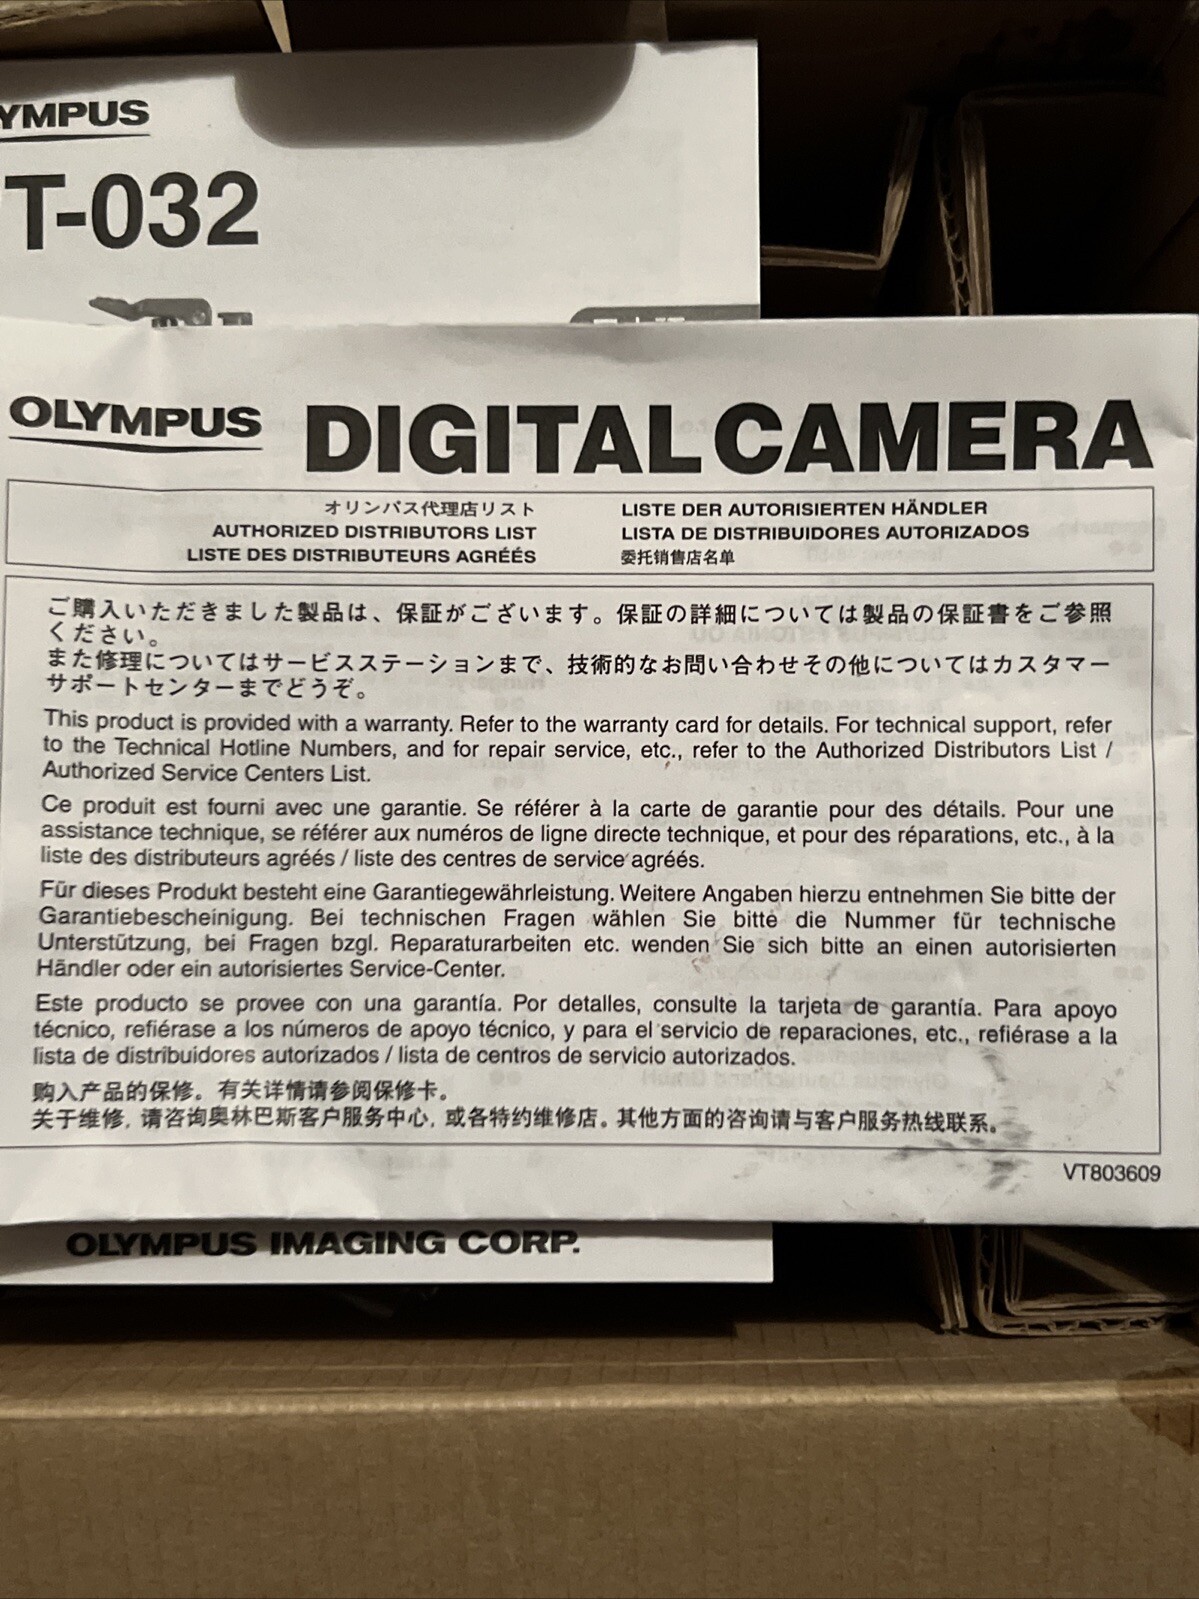 YMPUS
T-032
OLYMPUS DIGITAL CAMERA
オリンパス代理店リスト
AUTHORIZED DISTRIBUTORS LIST
LISTE DES DISTRIBUTEURS AGRÉÉS
LISTE DER AUTORISIERTEN HÄNDLER
LISTA DE DISTRIBUIDORES AUTORIZADOS
委托销售店名单
ご購入いただきました製品は、保証がございます。保証の詳細については製品の保証書をご参照
ください。
また修理についてはサービスステーションまで、技術的なお問い合わせその他についてはカスタマー
サポートセンターまでどうぞ。
This product is provided with a warranty. Refer to the warranty card for details. For technical support, refer
to the Technical Hotline Numbers, and for repair service, etc., refer to the Authorized Distributors List /
Authorized Service Centers List.
Ce produit est fourni avec une garantie. Se référer à la carte de garantie pour des détails. Pour une
assistance technique, se référer aux numéros de ligne directe technique, et pour des réparations, etc., à la
liste des distributeurs agréés / liste des centres de service agréés.
Für dieses Produkt besteht eine Garantiegewährleistung. Weitere Angaben hierzu entnehmen Sie bitte der
Garantiebescheinigung. Bei technischen Fragen wählen Sie bitte die Nummer für technische
Unterstützung, bei Fragen bzgl. Reparaturarbeiten etc. wenden Sie sich bitte an einen autorisierten
Händler oder ein autorisiertes Service-Center.
Este producto se provee con una garantía. Por detalles, consulte la tarjeta de garantía. Para apoyo
técnico, refiérase a los números de apoyo técnico, y para el servicio de reparaciones, etc., refiérase a la
lista de distribuidores autorizados / lista de centros de servicio autorizados.
购入产品的保修。有关详情请参阅保修卡。
关于维修, 请咨询奥林巴斯客户服务中心, 或各特约维修店。其他方面的咨询请与客户服务热线联系。
VT803609
OLYMPUS IMAGING CORP.